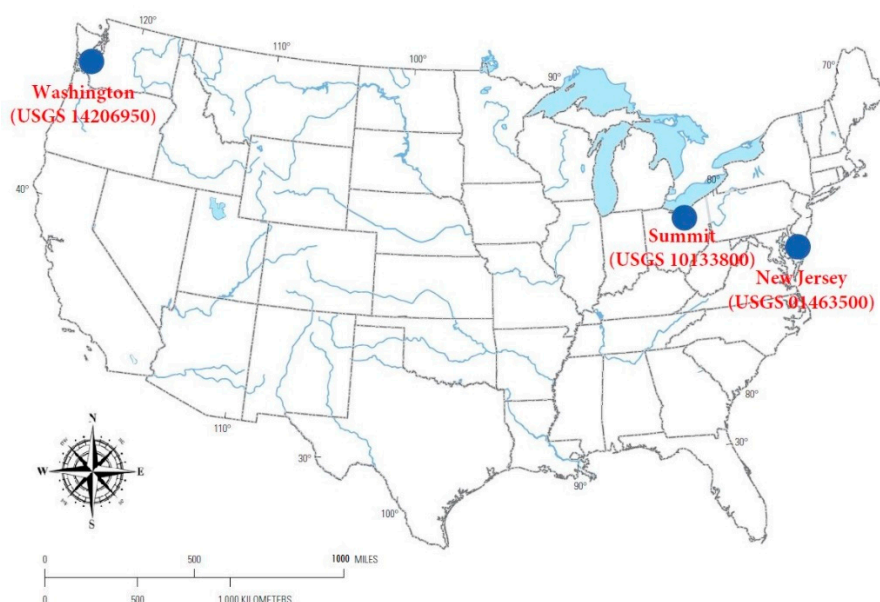 120°
110°
100°
90°
70°
Washington
(USGS 14206950)
40°
80°
Summit
(USGS 10133800)
New Jersey
(USGS 01463500)
110°
80°
30°
30°
90°
100°
N
W E
S
0 500 1000 MILES
0 500 1,000 KILOMETERS